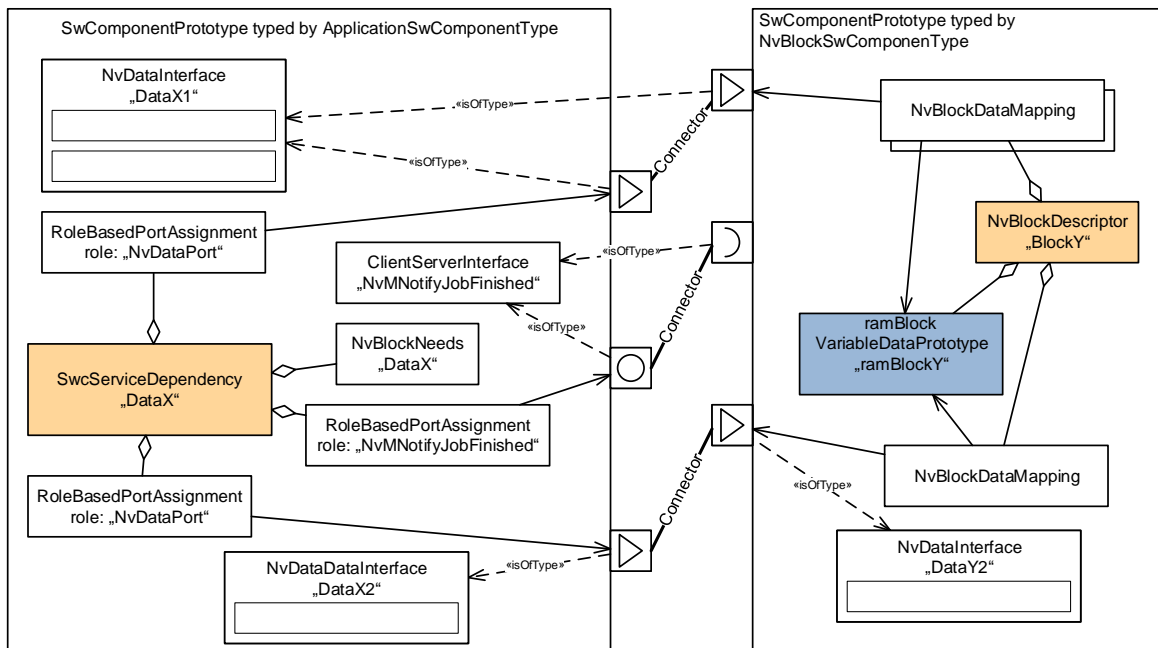 SwComponentPrototype typed by ApplicationSwComponentType
NvDataInterface
„DataX1“
«isOfType»
«isOfType»
RoleBasedPortAssignment
role: „NvDataPort“
ClientServerInterface
„NvMNotifyJobFinished“
«isOfType»
«isOfType»
NvBlockNeeds
„DataX“
SwcServiceDependency
„DataX“
RoleBasedPortAssignment
role: „NvMNotifyJobFinished“
RoleBasedPortAssignment
role: „NvDataPort“
NvDataDataInterface
„DataX2“
«isOfType»
Connector
Connector
Connector
SwComponentPrototype typed by
NvBlockSwComponenType
NvBlockDataMapping
NvBlockDescriptor
„BlockY“
ramBlock
VariableDataPrototype
„ramBlockY“
NvBlockDataMapping
«isOfType»
NvDataInterface
„DataY2“